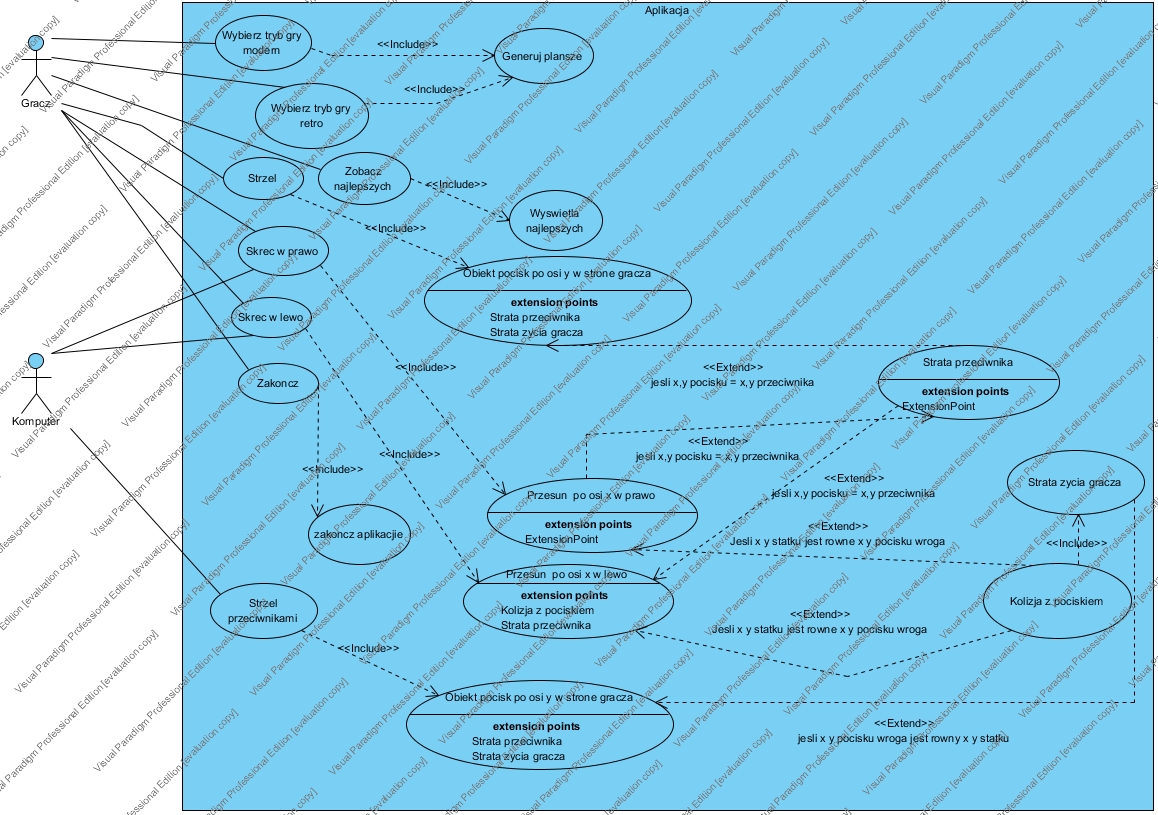 Aplikacja
Gracz
Wybierz tryb gry
modern
<<Include>>
Generuj plansze
<<Include>>
Wybierz tryb gry
retro
Strzel
Zobacz
najlepszych
<<Include>>
Wyswietla
najlepszych
<<Include>>
Skrec w prawo
Obiekt pocisk po osi y w strone gracza
extension points
Strata przeciwnika
Strata zycia gracza
Skrec w lewo
Komputer
Zakoncz
<<Include>>
<<Extend>>
jesli x,y pocisku = x,y przeciwnika
Strata przeciwnika
extension points
ExtensionPoint
<<Extend>>
jesli x,y pocisku = x,y przeciwnika
<<Include>>
<<Include>>
<<Extend>>
jesli x,y pocisku = x,y przeciwnika
Strata zycia gracza
Przesun  po osi x w prawo
extension points
ExtensionPoint
zakoncz aplikacjie
<<Extend>>
Jesli x y statku jest rowne x y pocisku wroga
<<Include>>
Przesun  po osi x w lewo
extension points
Kolizja z pociskiem
Strata przeciwnika
Kolizja z pociskiem
Strzel
przeciwnikami
<<Extend>>
Jesli x y statku jest rowne x y pocisku wroga
<<Include>>
Obiekt pocisk po osi y w strone gracza
extension points
Strata przeciwnika
Strata zycia gracza
<<Extend>>
jesli x y pocisku wroga jest rowny x y statku
Visual Paradigm Professional Edition [evaluation copy]